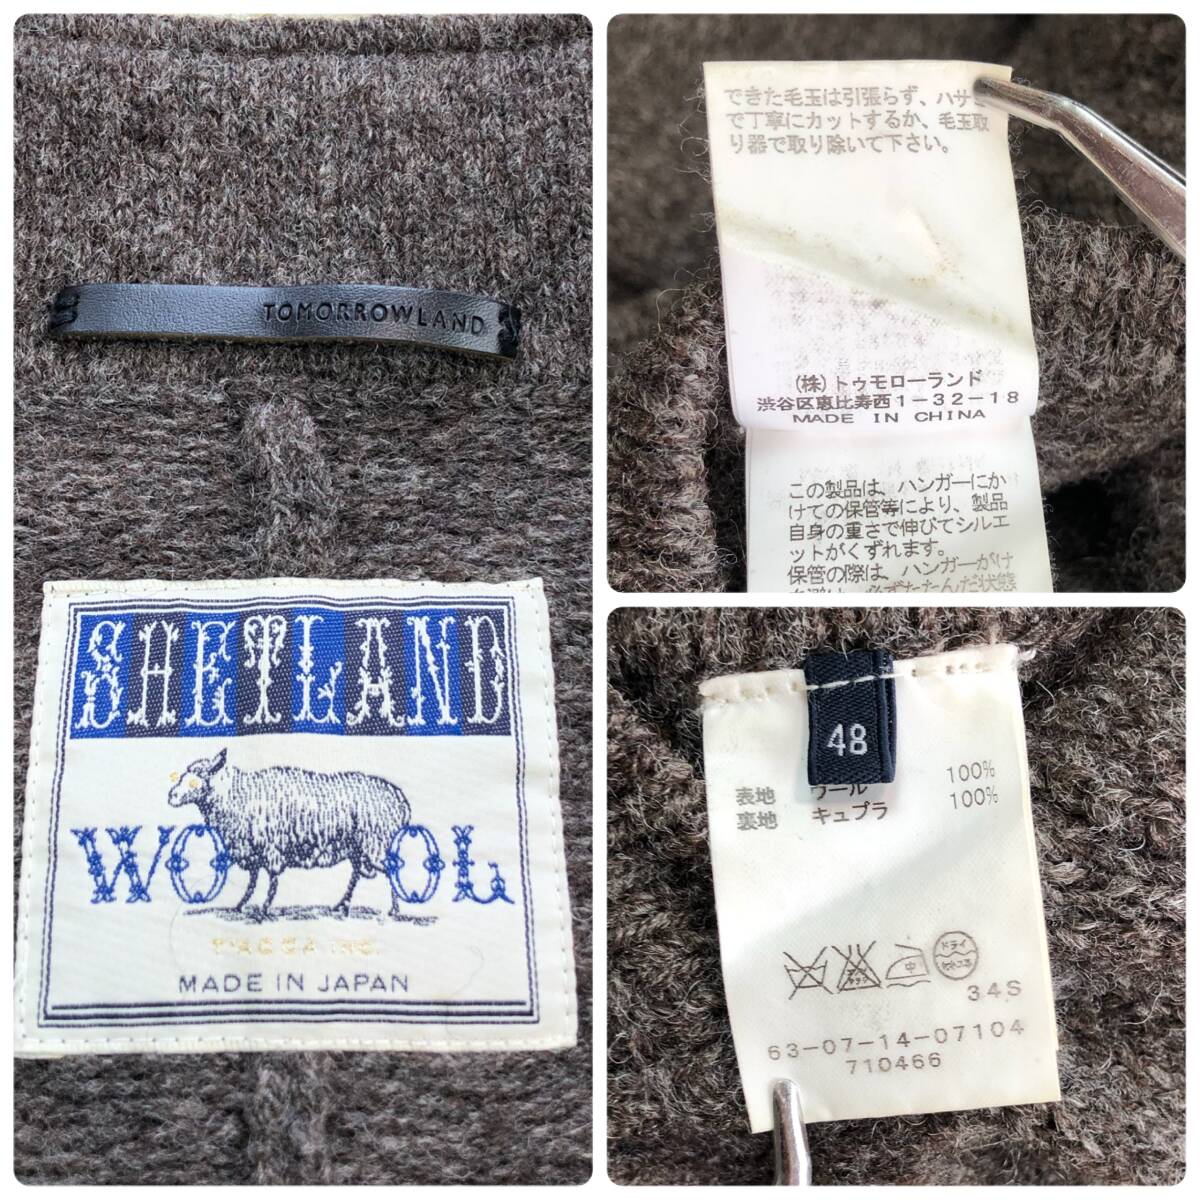 TOMORROWLAND
SHETLAND
WOOL
T'ACCA INC.
MADE IN JAPAN
できた毛玉は引張らず、ハサミ
で丁寧にカットするか、毛玉取
り器で取り除いて下さい。
(株)トゥモローランド
渋谷区恵比寿西1-32-18
MADE IN CHINA
この製品は、ハンガーにか
けての保管等により、製品
自身の重さで伸びてシルエ
ットがくずれます。
保管の際は、ハンガーがけ
48
表地 ウール 100%
裏地 キュプラ 100%
ドライ
中
34S
63-07-14-07104
710466